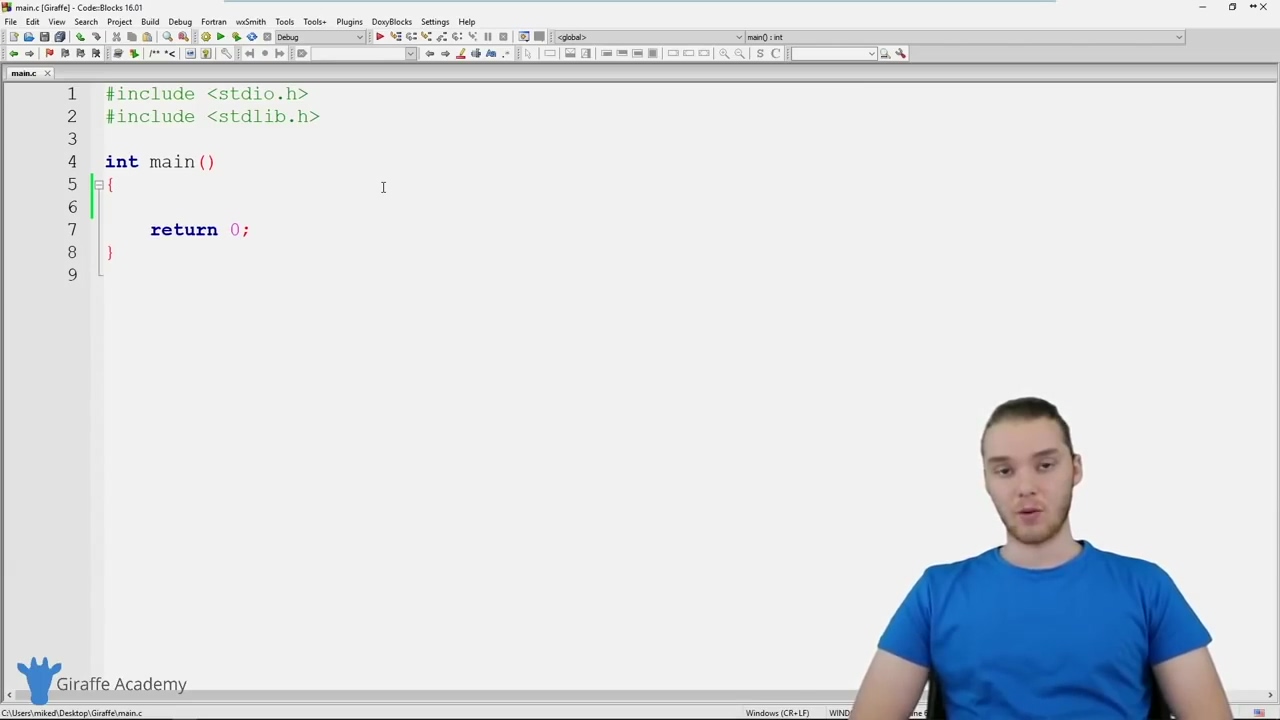 main.c [Giraffe] - Code::Blocks 16.01
File Edit View Search Project Build Debug Fortran wxSmith Tools Tools+ Plugins DoxyBlocks Settings Help
Debug <global> main() : int
/** *< S C
main.c
1 #include <stdio.h>
2 #include <stdlib.h>
3
4 int main()
5 {
6
7 return 0;
8 }
9
Giraffe Academy
C:\Users\miked\Desktop\Giraffe\main.c Windows (CR+LF)